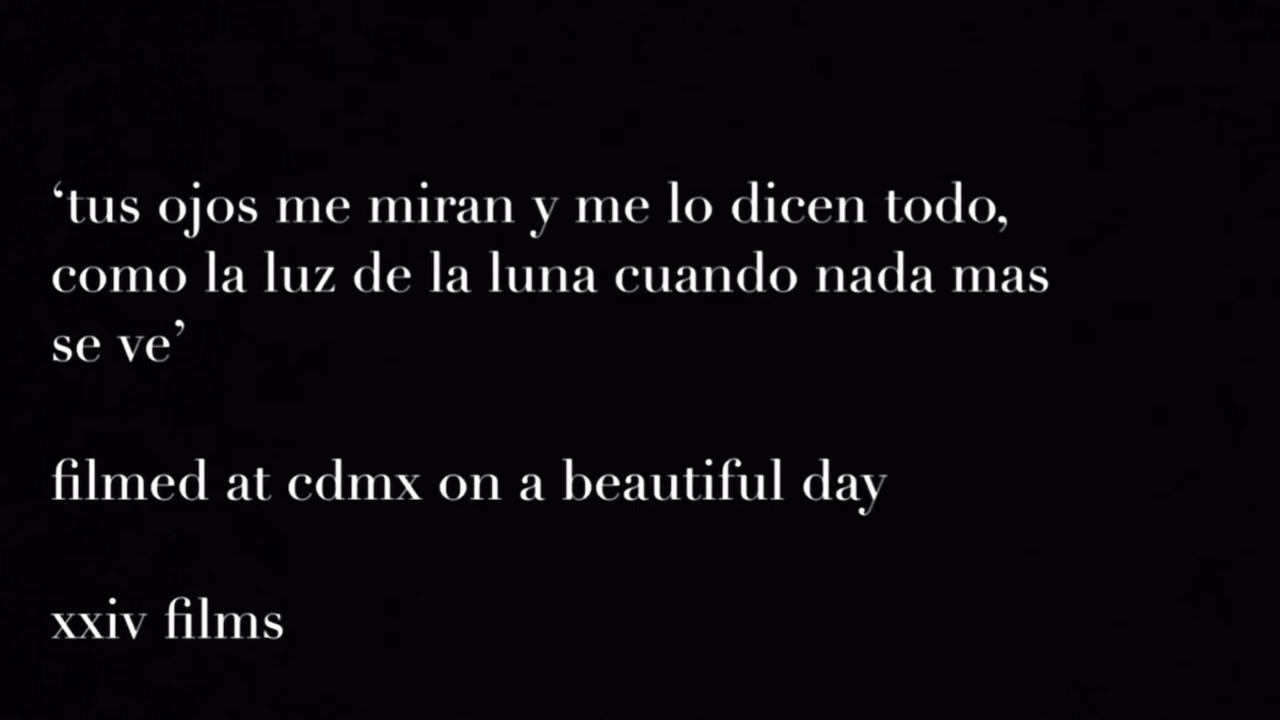 ‘tus ojos me miran y me lo dicen todo,
como la luz de la luna cuando nada mas
se ve’
filmed at cdmx on a beautiful day
xxiv films